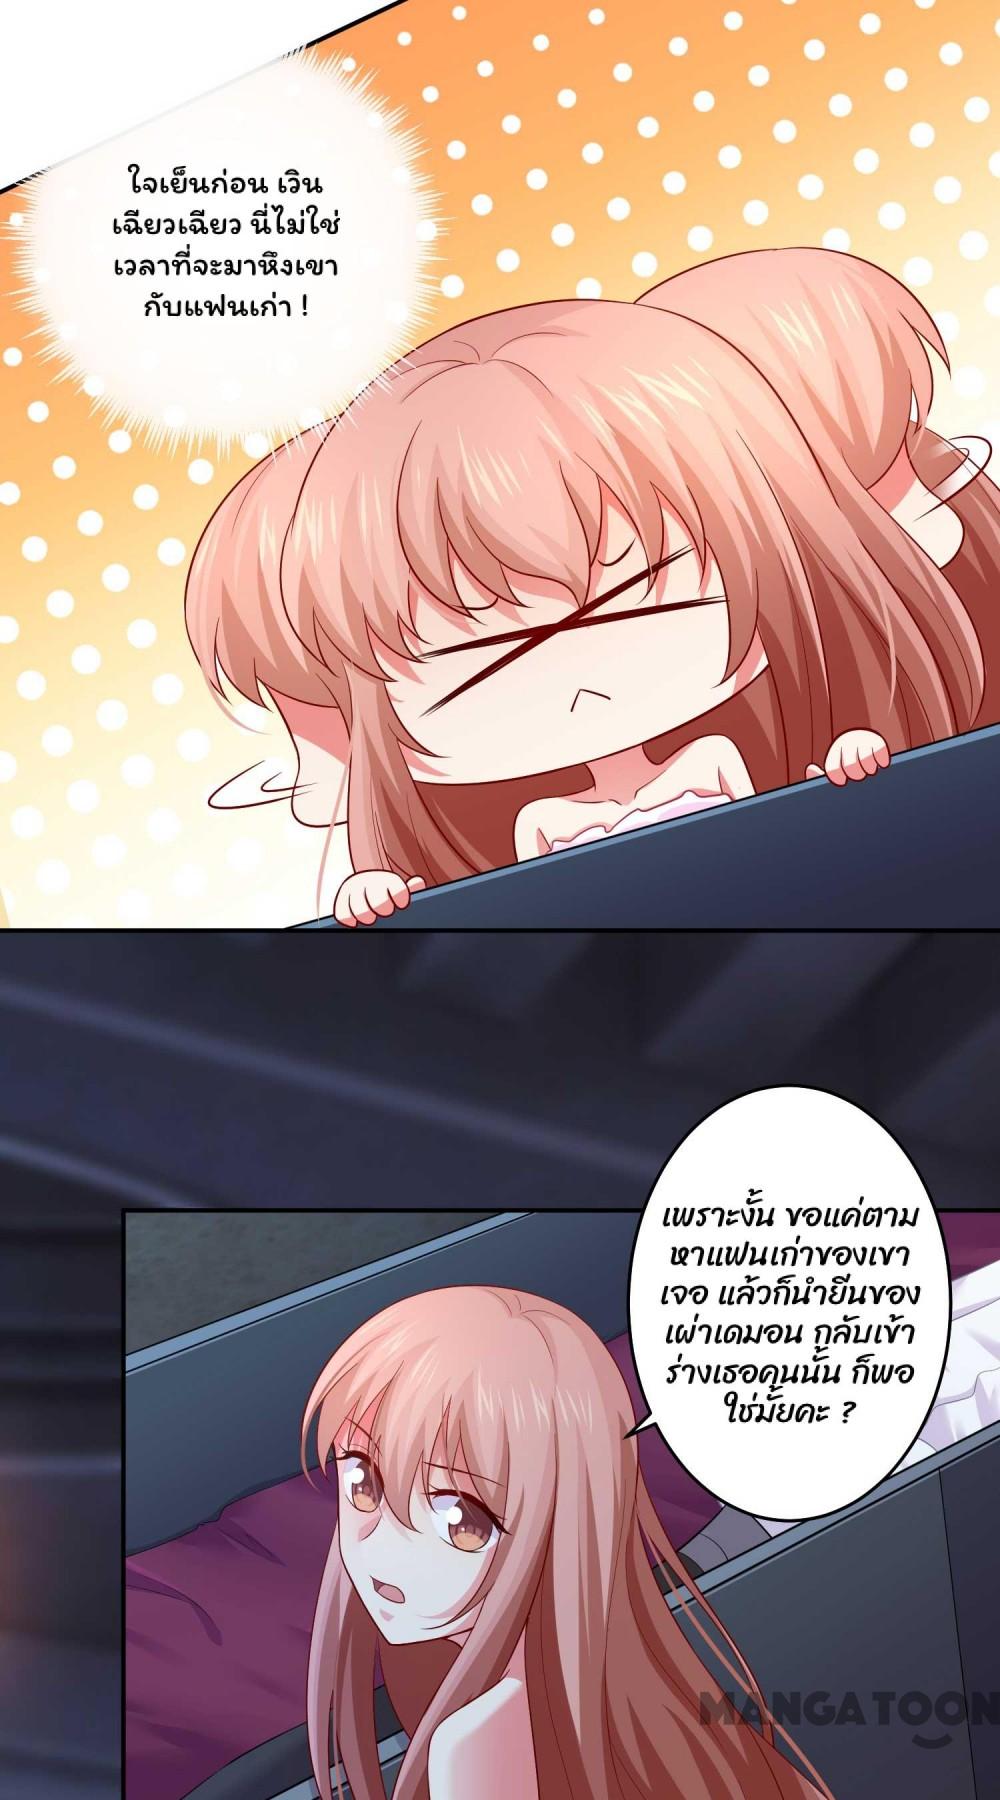 ใจเย็นก่อน เวิน
เฉียวเฉียว นี่ไม่ใช่
เวลาที่จะมาหึงเขา
กับแฟนเก่า !
เพราะงั้น ขอแค่ตาม
หาแฟนเก่าของเขา
เจอ แล้วก็นำยีนของ
เผ่าเดมอน กลับเข้า
ร่างเธอคนนั้น ก็พอ
ใช่มั้ยคะ ?
MANGATOON